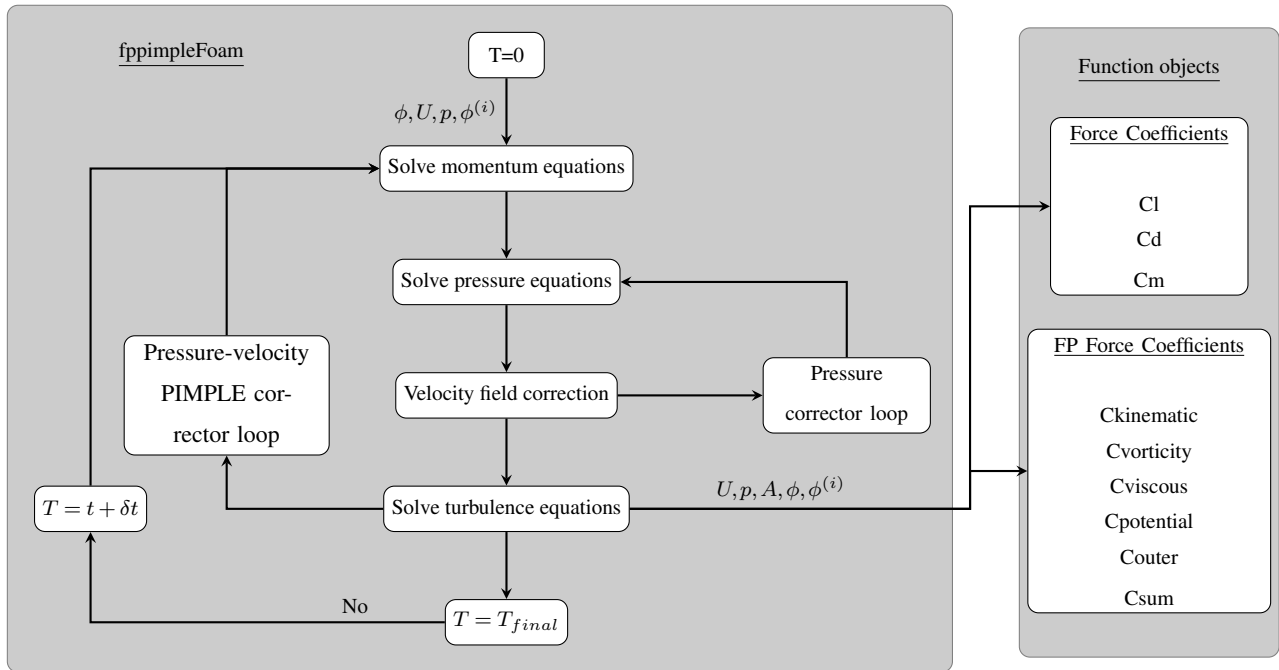 fppimpleFoam
T=0
ϕ, U, p, ϕ⁽ⁱ⁾
Solve momentum equations
Solve pressure equations
Pressure-velocity
PIMPLE cor-
rector loop
Velocity field correction
Pressure
corrector loop
T = t + δt
Solve turbulence equations
U, p, A, ϕ, ϕ⁽ⁱ⁾
No
T = T_{final}
Function objects
Force Coefficients
Cl
Cd
Cm
FP Force Coefficients
Ckinematic
Cvorticity
Cviscous
Cpotential
Couter
Csum